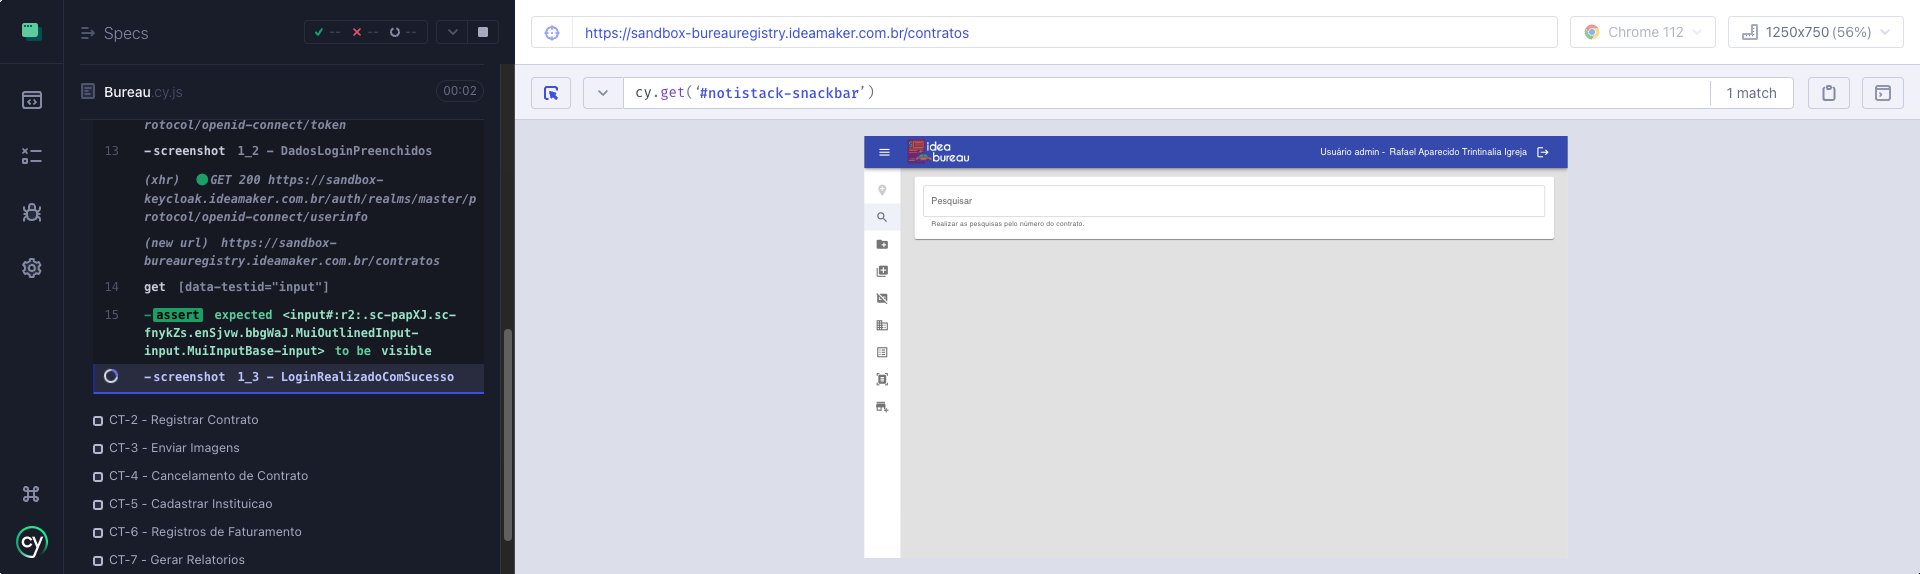 Specs
-- -- --
Bureau.cy.js
00:02
rotocol/openid-connect/token
13 -screenshot 1_2 - DadosLoginPreenchidos
(xhr) GET 200 https://sandbox-
keycloak.ideamaker.com.br/auth/realms/master/p
rotocol/openid-connect/userinfo
(new url) https://sandbox-
bureauregistry.ideamaker.com.br/contratos
14 get [data-testid="input"]
15 -assert expected <input#:r2:.sc-papXJ.sc-
fnykZs.enSjvw.bbgWaJ.MuiOutlinedInput-
input.MuiInputBase-input> to be visible
-screenshot 1_3 - LoginRealizadoComSucesso
CT-2 - Registrar Contrato
CT-3 - Enviar Imagens
CT-4 - Cancelamento de Contrato
CT-5 - Cadastrar Instituicao
CT-6 - Registros de Faturamento
CT-7 - Gerar Relatorios
cy
https://sandbox-bureauregistry.ideamaker.com.br/contratos
Chrome 112
1250x750 (56%)
cy.get('#notistack-snackbar')
1 match
idea
bureau
Usuário admin - Rafael Aparecido Trintinalia Igreja
Pesquisar
Realizar as pesquisas pelo número do contrato.